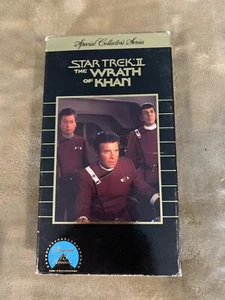 Special Collector's Series
STAR TREK II
THE WRATH
OF
KHAN